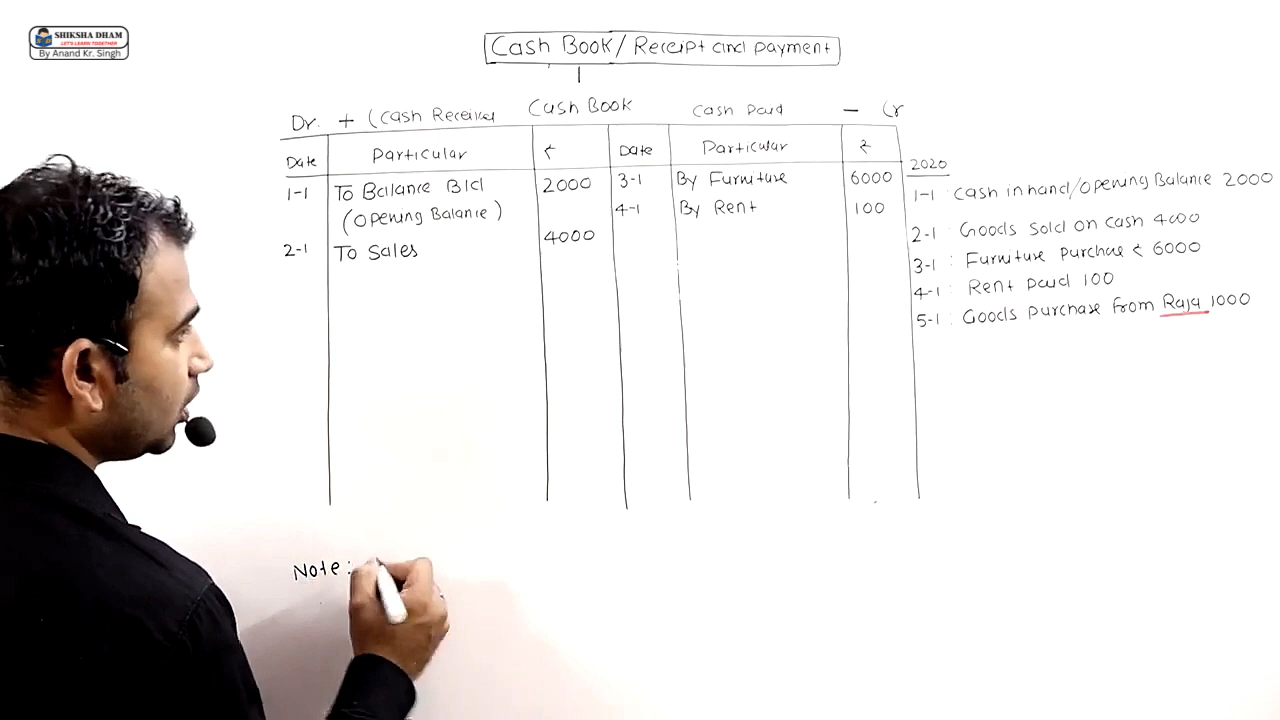 SHIKSHA DHAM
LET'S LEARN TOGETHER
By Anand Kr. Singh
Cash Book/Receipt and payment
Dr. + (Cash Receive) Cash Book Cash Paid - Cr
Date Particular ₹ Date Particular ₹
1-1 To Ballance B/d 2000 3-1 By Furniture 6000
(Opening Balance) 4-1 By Rent 100
2-1 To Sales 4000
2020
1-1 : Cash in hand/Opening Balance 2000
2-1 : Goods Sold on Cash 4000
3-1 : Furniture Purchase ₹ 6000
4-1 : Rent Paid 100
5-1 : Goods Purchase from Raja 1000
Note: